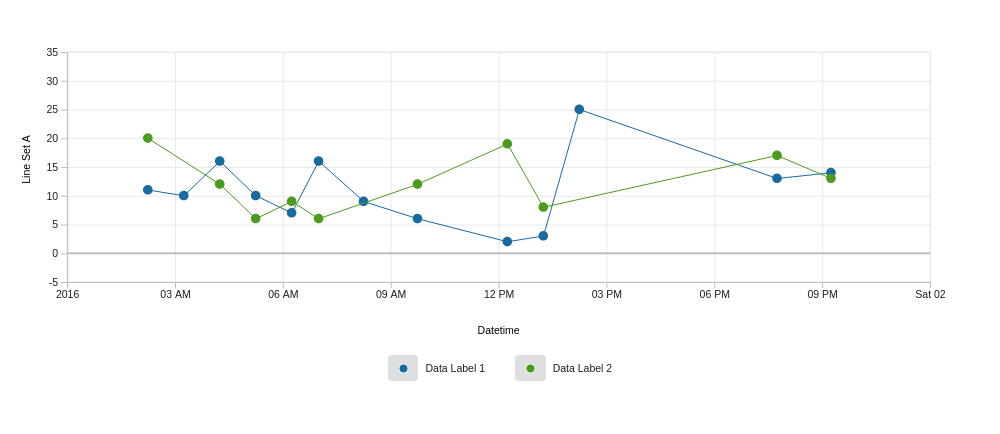 35
30
25
20
15
10
5
0
-5
Line Set A
2016 03 AM 06 AM 09 AM 12 PM 03 PM 06 PM 09 PM Sat 02
Datetime
Data Label 1 Data Label 2